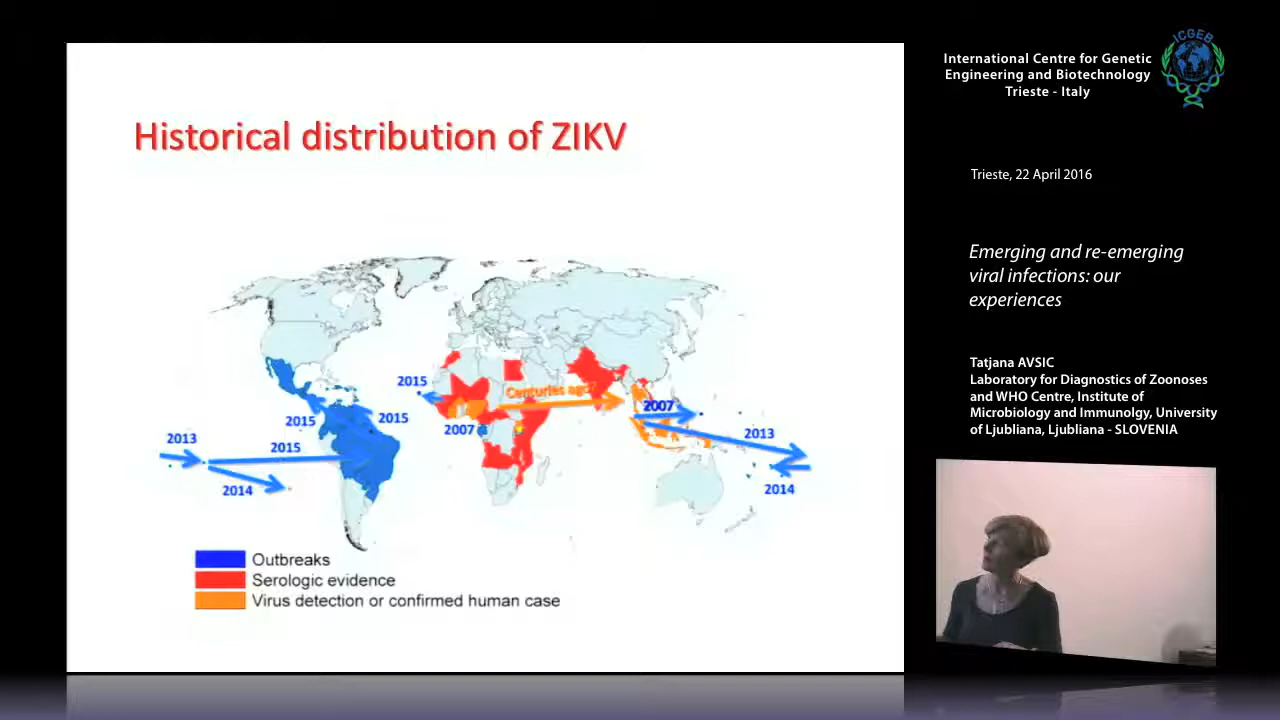 Historical distribution of ZIKV
2015
Centuries ago?
2007
2015
2015
2007
2013
2013
2015
2014
2014
Outbreaks
Serologic evidence
Virus detection or confirmed human case
ICGEB
International Centre for Genetic
Engineering and Biotechnology
Trieste - Italy
Trieste, 22 April 2016
Emerging and re-emerging
viral infections: our
experiences
Tatjana AVSIC
Laboratory for Diagnostics of Zoonoses
and WHO Centre, Institute of
Microbiology and Immunolgy, University
of Ljubliana, Ljubliana - SLOVENIA